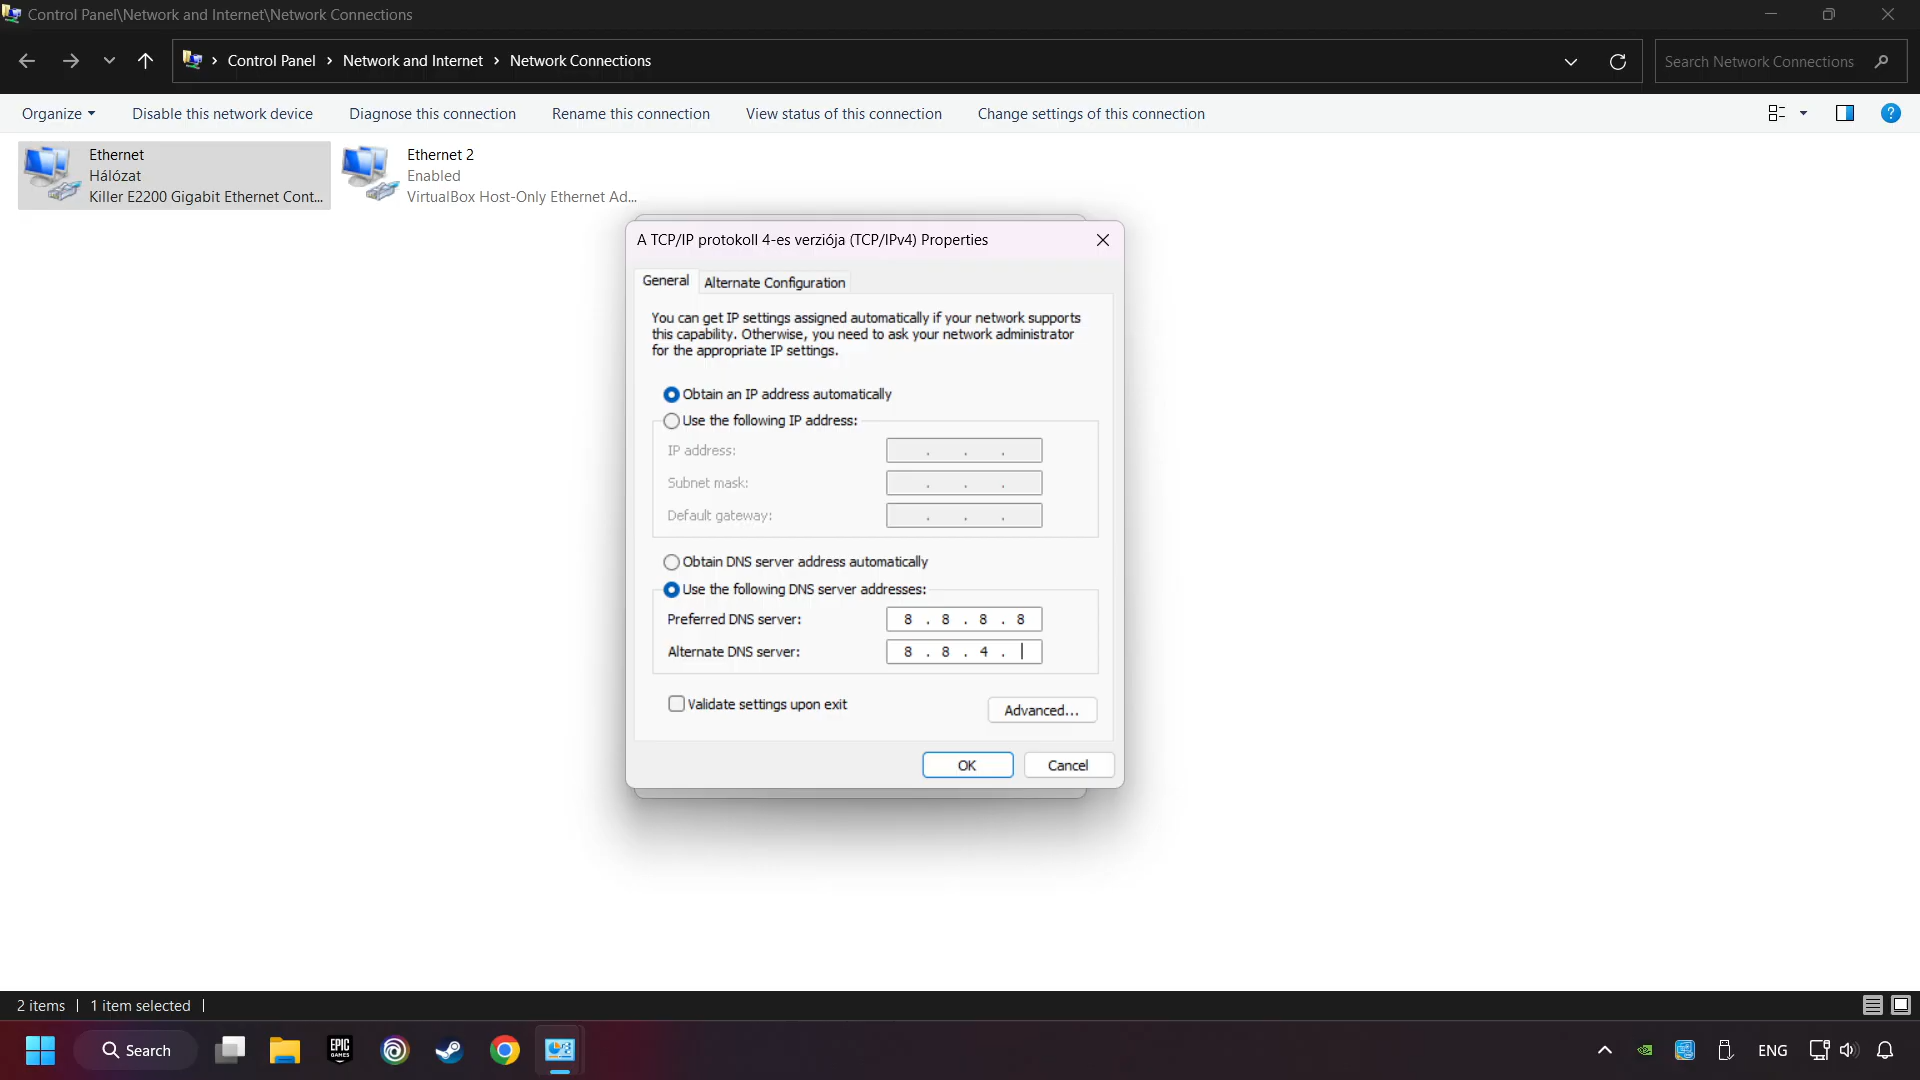 Control Panel\Network and Internet\Network Connections
Control Panel › Network and Internet › Network Connections
Search Network Connections
Organize
Disable this network device
Diagnose this connection
Rename this connection
View status of this connection
Change settings of this connection
?
Ethernet
Hálózat
Killer E2200 Gigabit Ethernet Cont...
Ethernet 2
Enabled
VirtualBox Host-Only Ethernet Ad...
A TCP/IP protokoll 4-es verziója (TCP/IPv4) Properties
General
Alternate Configuration
You can get IP settings assigned automatically if your network supports
this capability. Otherwise, you need to ask your network administrator
for the appropriate IP settings.
Obtain an IP address automatically
Use the following IP address:
IP address: . . .
Subnet mask: . . .
Default gateway: . . .
Obtain DNS server address automatically
Use the following DNS server addresses:
Preferred DNS server: 8 . 8 . 8 . 8
Alternate DNS server: 8 . 8 . 4 .
Validate settings upon exit
Advanced...
OK
Cancel
2 items
1 item selected
Search
EPIC
GAMES
ENG